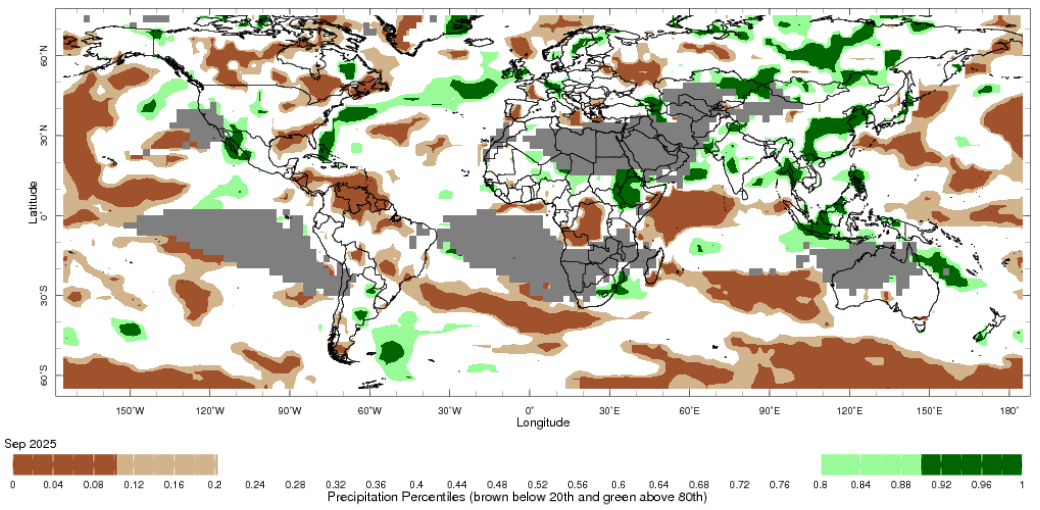 60°N
30°N
0°
30°S
60°S
Latitude
150°W 120°W 90°W 60°W 30°W 0° 30°E 60°E 90°E 120°E 150°E 180°
Longitude
Sep 2025
0 0.04 0.08 0.12 0.16 0.2 0.24 0.28 0.32 0.36 0.4 0.44 0.48 0.52 0.56 0.6 0.64 0.68 0.72 0.76 0.8 0.84 0.88 0.92 0.96 1
Precipitation Percentiles (brown below 20th and green above 80th)